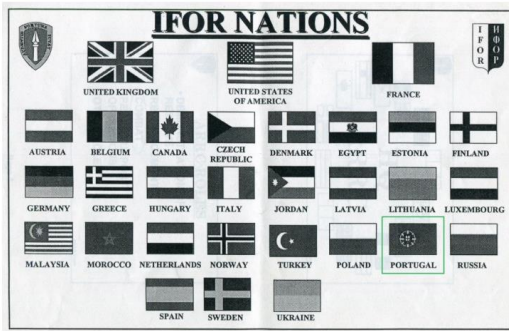 IFOR NATIONS
I
F
O
R
И
Ф
О
Р
UNITED KINGDOM
UNITED STATES
OF AMERICA
FRANCE
AUSTRIA
BELGIUM
CANADA
CZECH
REPUBLIC
DENMARK
EGYPT
ESTONIA
FINLAND
GERMANY
GREECE
HUNGARY
ITALY
JORDAN
LATVIA
LITHUANIA
LUXEMBOURG
MALAYSIA
MOROCCO
NETHERLANDS
NORWAY
TURKEY
POLAND
PORTUGAL
RUSSIA
SPAIN
SWEDEN
UKRAINE